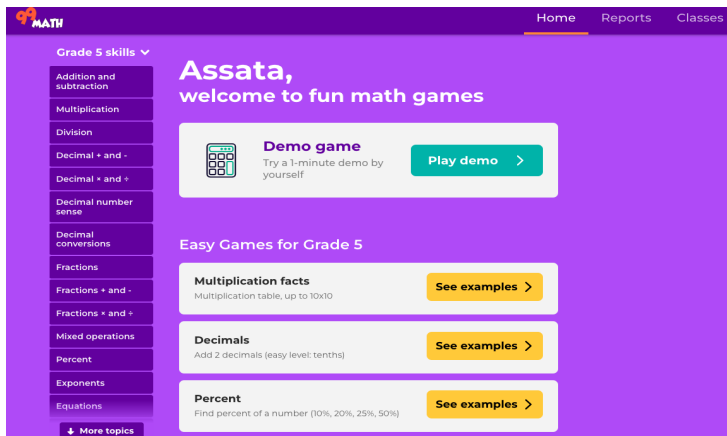 99MATH
Home Reports Classes
Grade 5 skills
Addition and
subtraction
Multiplication
Division
Decimal + and -
Decimal × and ÷
Decimal number
sense
Decimal
conversions
Fractions
Fractions + and -
Fractions × and ÷
Mixed operations
Percent
Exponents
Equations
More topics
Assata,
welcome to fun math games
Demo game
Try a 1-minute demo by
yourself
Play demo
Easy Games for Grade 5
Multiplication facts
Multiplication table, up to 10x10
See examples
Decimals
Add 2 decimals (easy level: tenths)
See examples
Percent
Find percent of a number (10%, 20%, 25%, 50%)
See examples